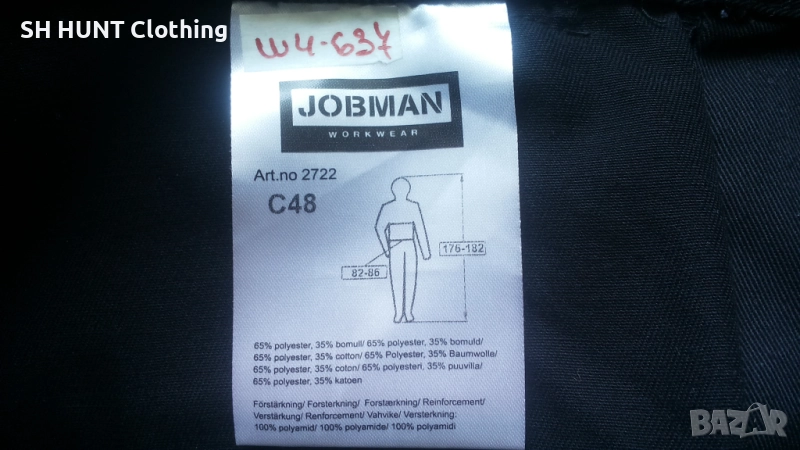 SH HUNT Clothing
W4-637
JOBMAN
WORKWEAR
Art.no 2722
C48
176-182
82-86
65% polyester, 35% bomull/ 65% polyester, 35% bomuld/
65% polyester, 35% cotton/ 65% Polyester, 35% Baumwolle/
65% polyester, 35% coton/ 65% polyesteri, 35% puuvilla/
65% polyester, 35% katoen
Förstärkning/ Forsterkning/ Forstærkning/ Reinforcement/
Verstärkung/ Renforcement/ Vahvike/ Versterkning:
100% polyamid/ 100% polyamide/ 100% polyamidi
BAZAR